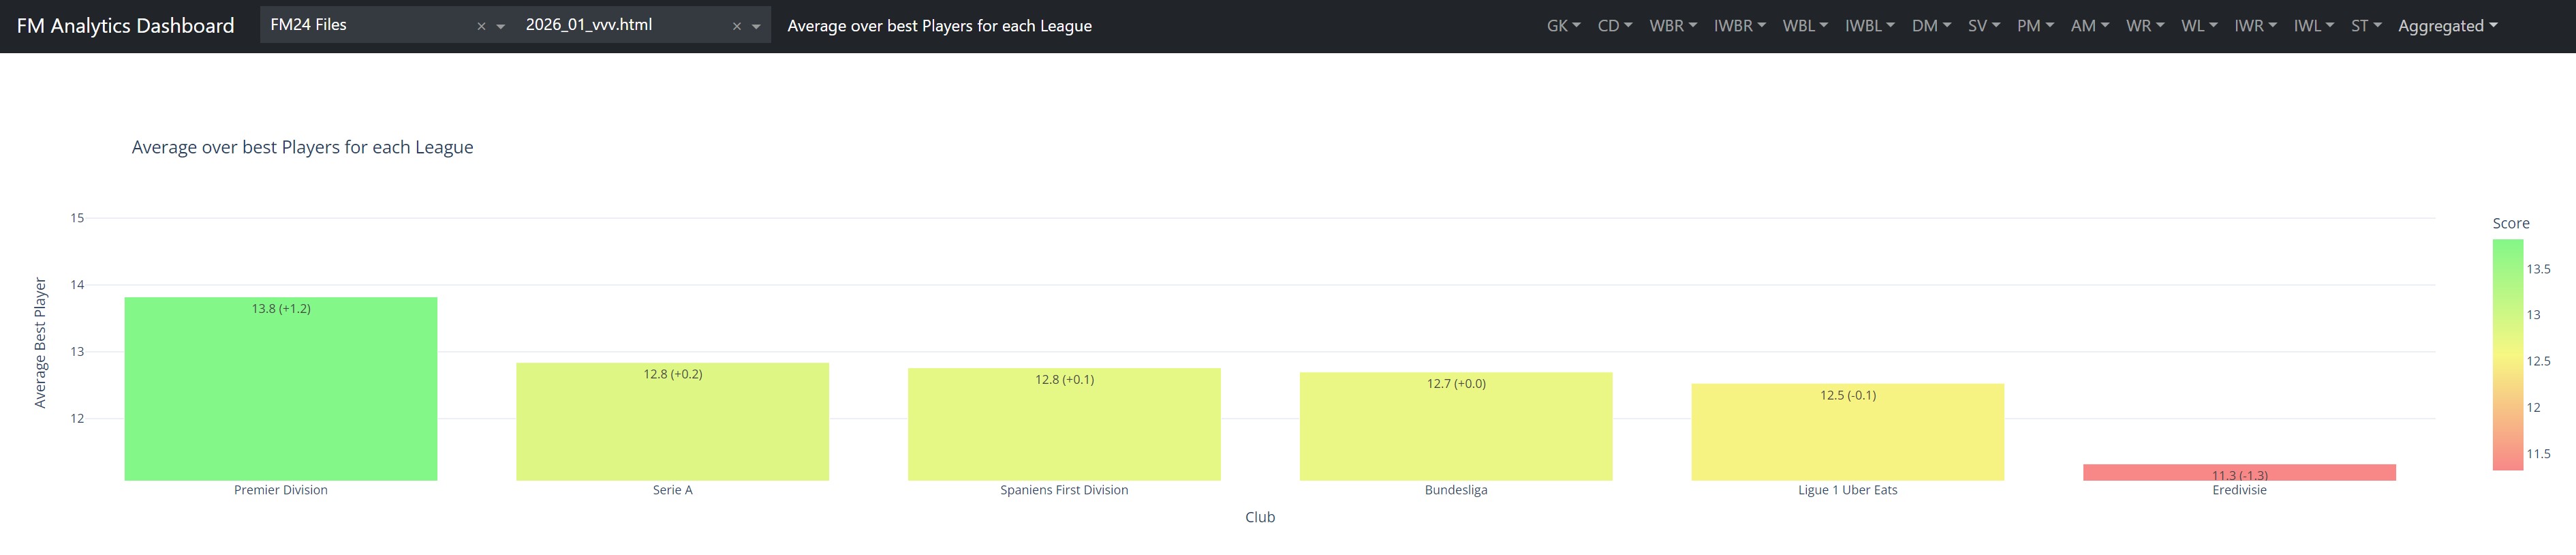 FM Analytics Dashboard FM24 Files × 2026_01_vvv.html × Average over best Players for each League GK CD WBR IWBR WBL IWBL DM SV PM AM WR WL IWR IWL ST Aggregated
Average over best Players for each League
Average Best Player
15
14
13
12
13.8 (+1.2)
12.8 (+0.2)
12.8 (+0.1)
12.7 (+0.0)
12.5 (-0.1)
11.3 (-1.3)
Premier Division Serie A Spaniens First Division Bundesliga Ligue 1 Uber Eats Eredivisie
Club
Score
13.5
13
12.5
12
11.5